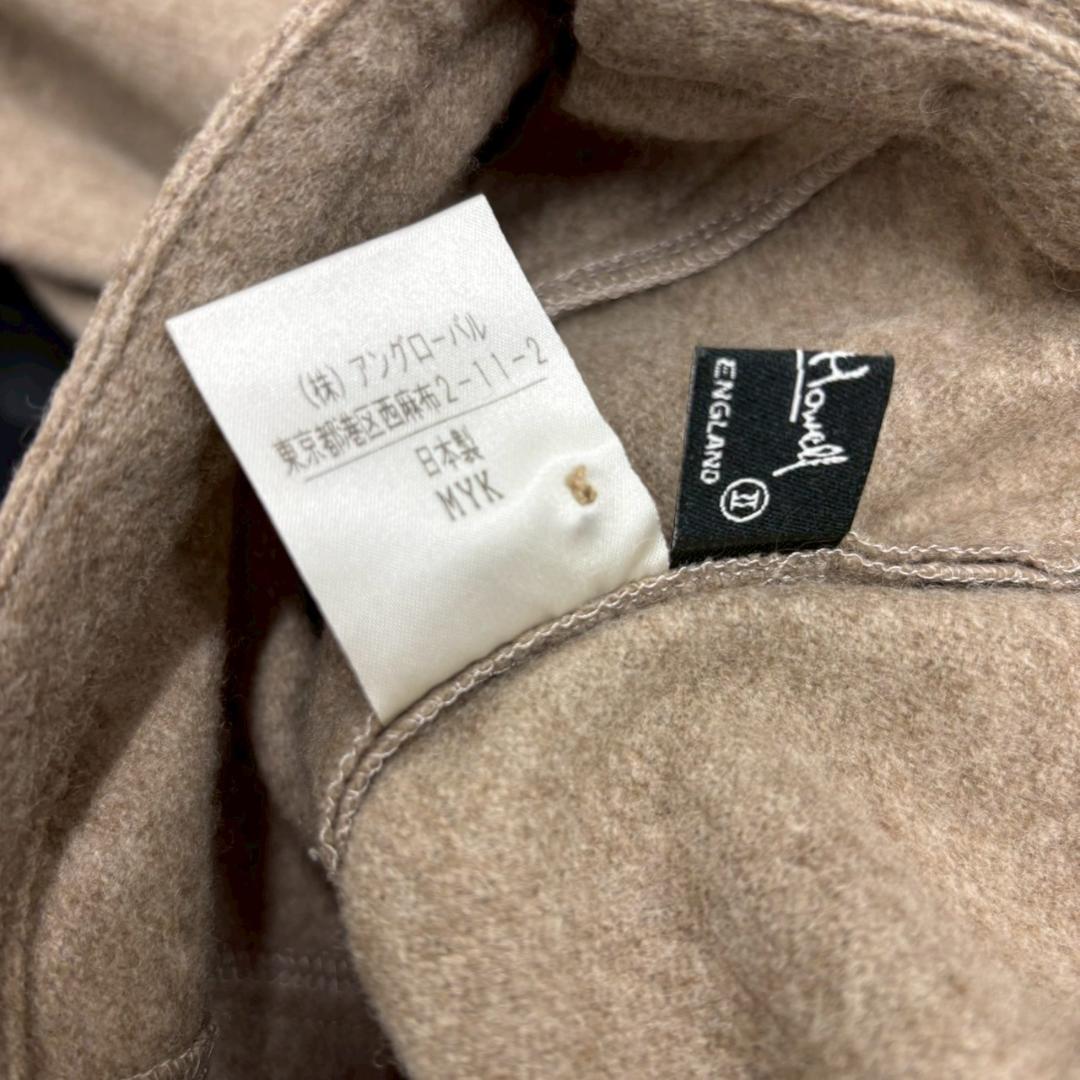 (株)アングローバル
東京都港区西麻布2-11-2
日本製
MYK
Howell
ENGLAND
II